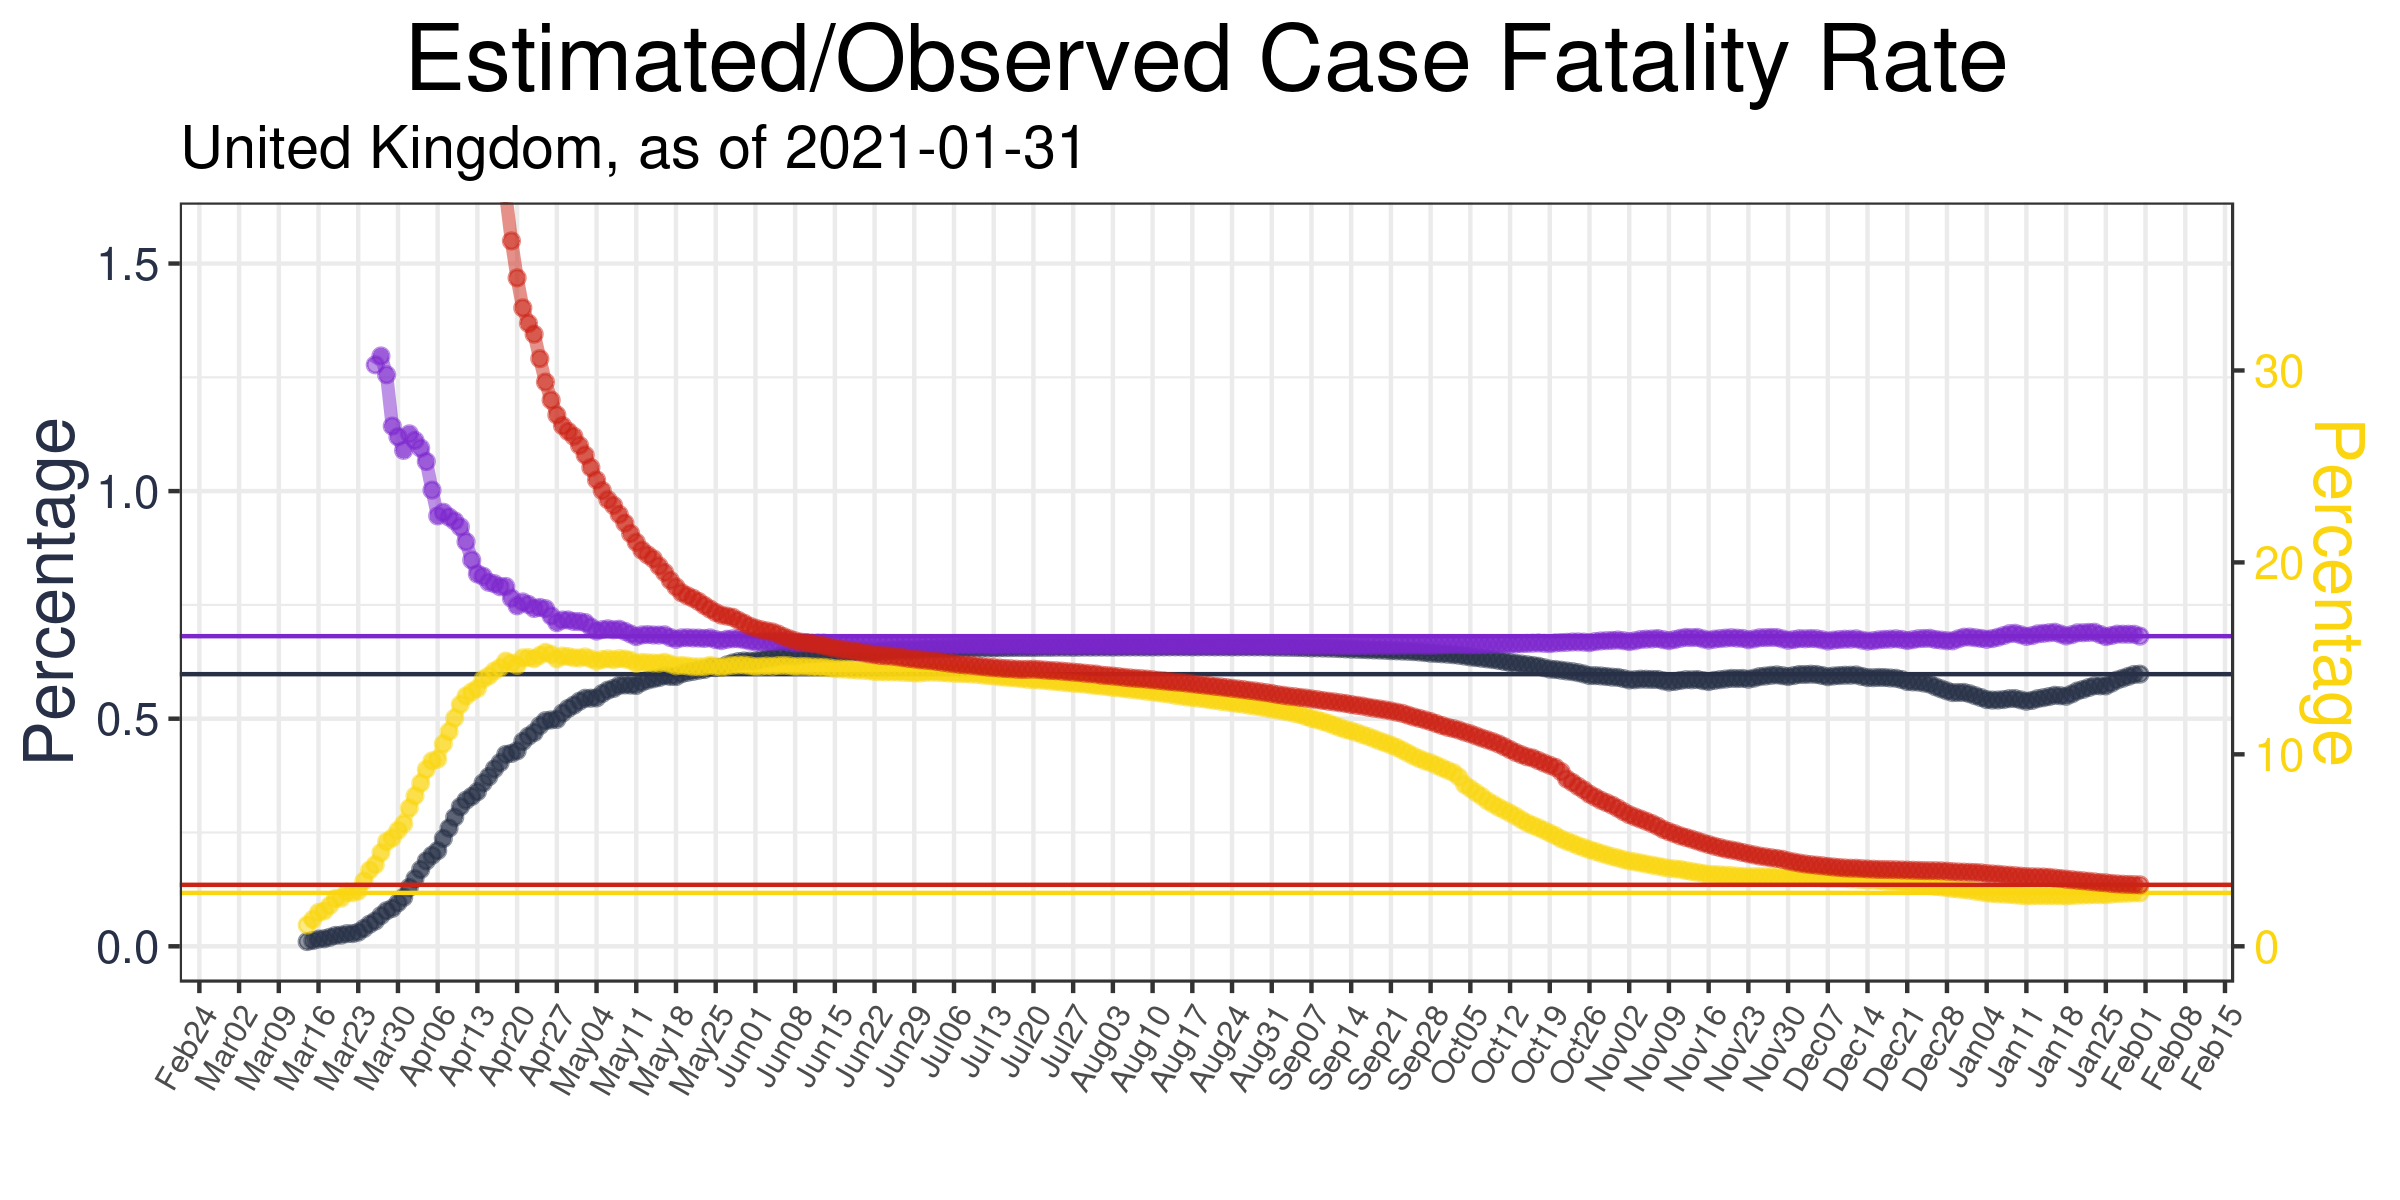 Estimated/Observed Case Fatality Rate
United Kingdom, as of 2021-01-31
Percentage
1.5
1.0
0.5
0.0
30
20
10
0
Percentage
Feb24 Mar02 Mar09 Mar16 Mar23 Mar30 Apr06 Apr13 Apr20 Apr27 May04 May11 May18 May25 Jun01 Jun08 Jun15 Jun22 Jun29 Jul06 Jul13 Jul20 Jul27 Aug03 Aug10 Aug17 Aug24 Aug31 Sep07 Sep14 Sep21 Sep28 Oct05 Oct12 Oct19 Oct26 Nov02 Nov09 Nov16 Nov23 Nov30 Dec07 Dec14 Dec21 Dec28 Jan04 Jan11 Jan18 Jan25 Feb01 Feb08 Feb15